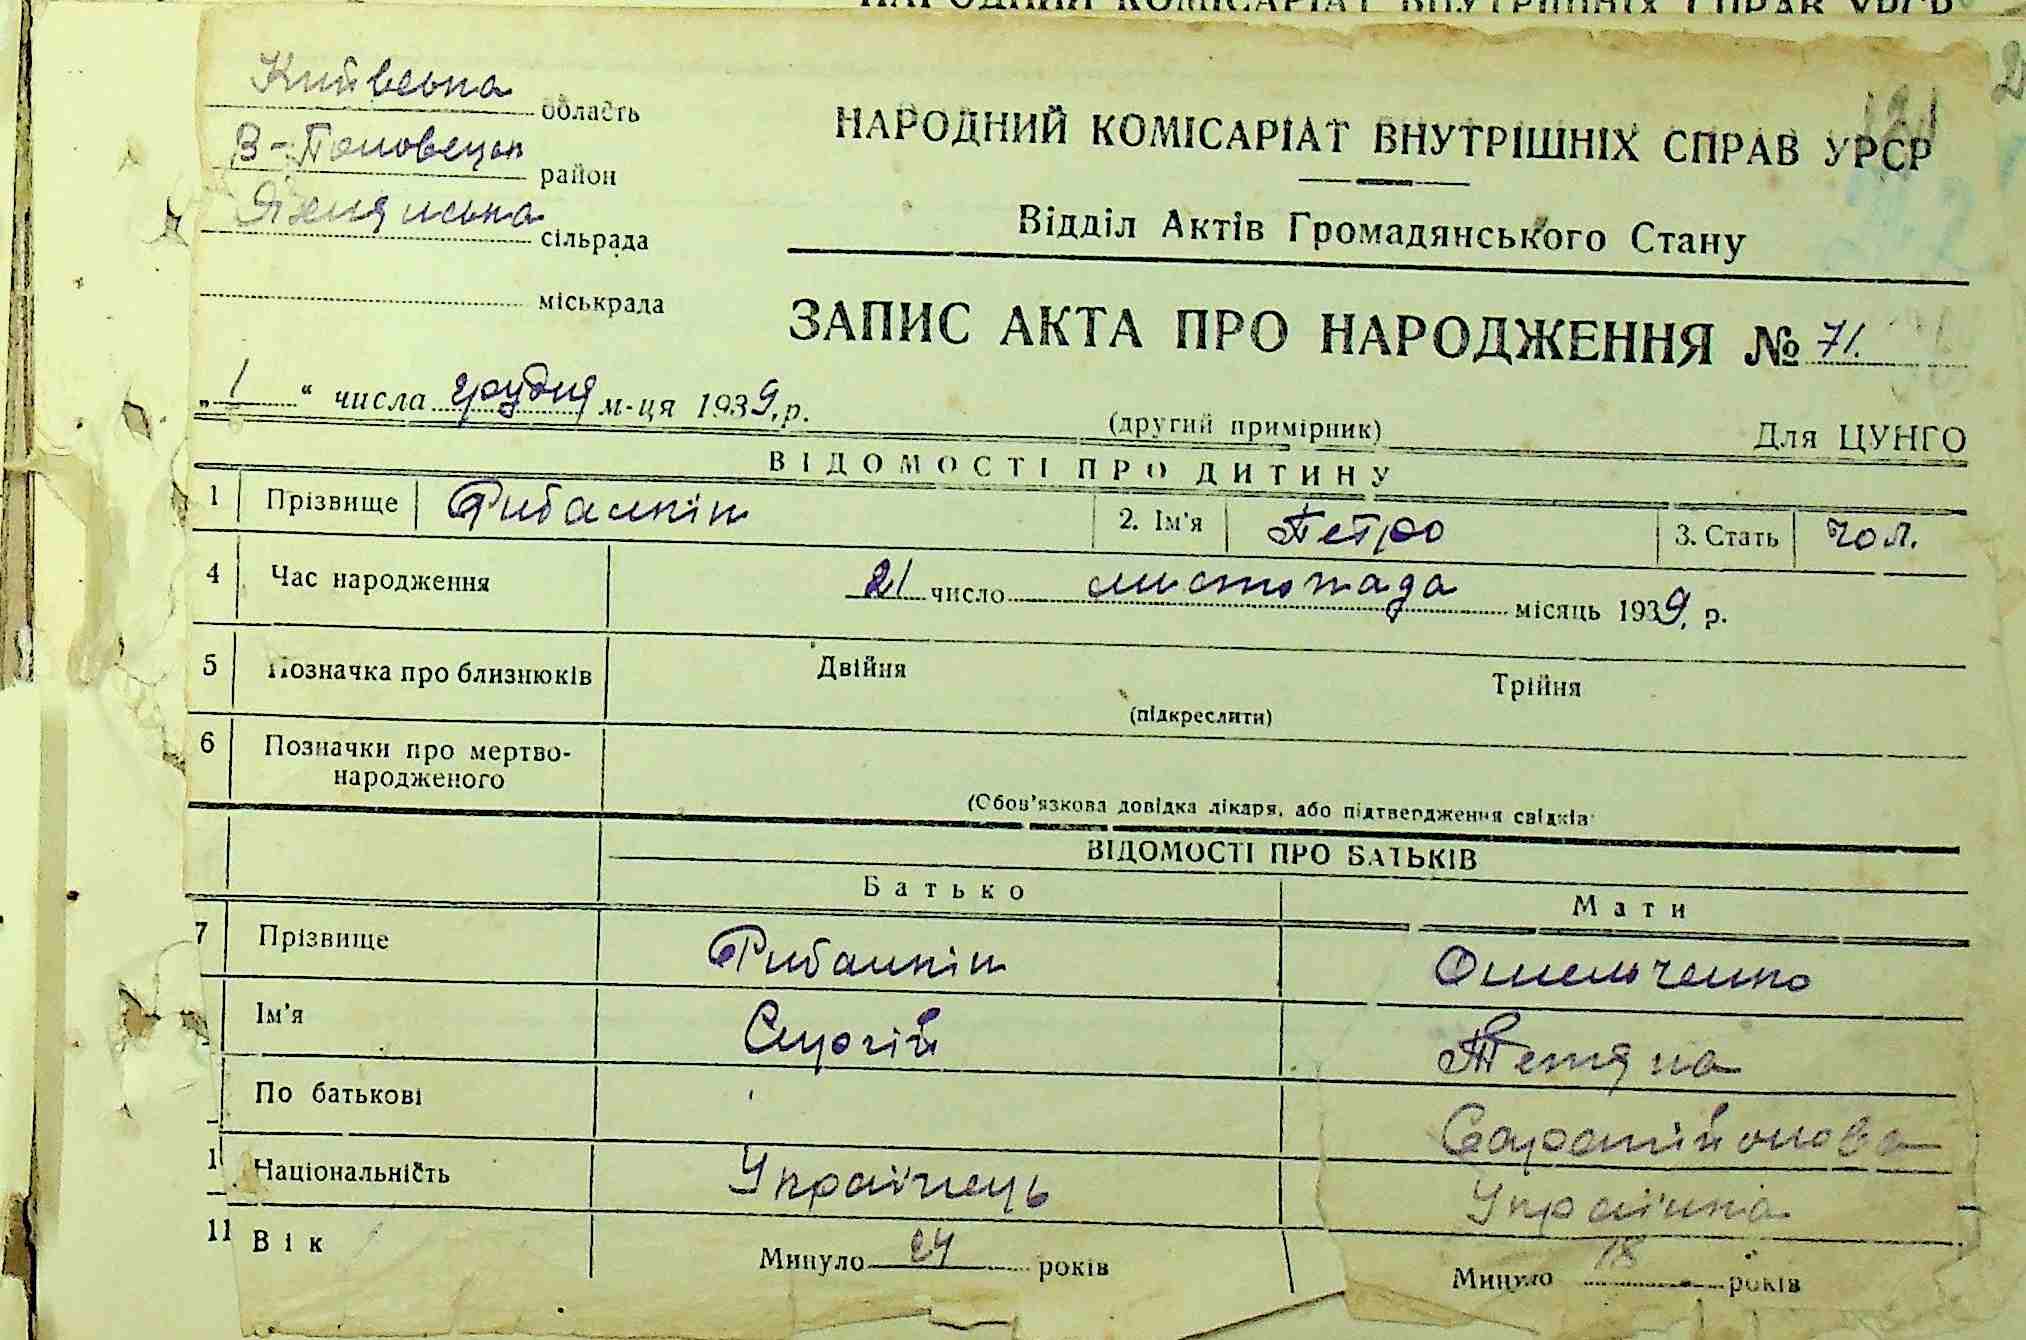 НАРОДНИЙ КОМІСАРІАТ ВНУТРІШНІХ СПРАВ УРСР
Київська область
В-Половецьк район
сільрада
міськрада
НАРОДНИЙ КОМІСАРІАТ ВНУТРІШНІХ СПРАВ УРСР
Відділ Актів Громадянського Стану
ЗАПИС АКТА ПРО НАРОДЖЕННЯ № 71.
„1“ числа грудня м-ця 1939, р.
(другий примірник) Для ЦУНГО
ВІДОМОСТІ ПРО ДИТИНУ
1 Прізвище Рибалкін 2. Ім'я Петро 3. Стать чол.
4 Час народження 21 число листопада місяць 1939, р.
5 Позначка про близнюків Двійня Трійня
(підкреслити)
6 Позначки про мертво-
народженого
(Обов'язкова довідка лікаря, або підтвердження свідків
ВІДОМОСТІ ПРО БАТЬКІВ
Батько Мати
7 Прізвище Рибалкін Омельченко
Ім'я Сергій Тетяна
По батькові
1 Національність Українець Українка
11 Вік Минуло 24 років Минуло 18 років